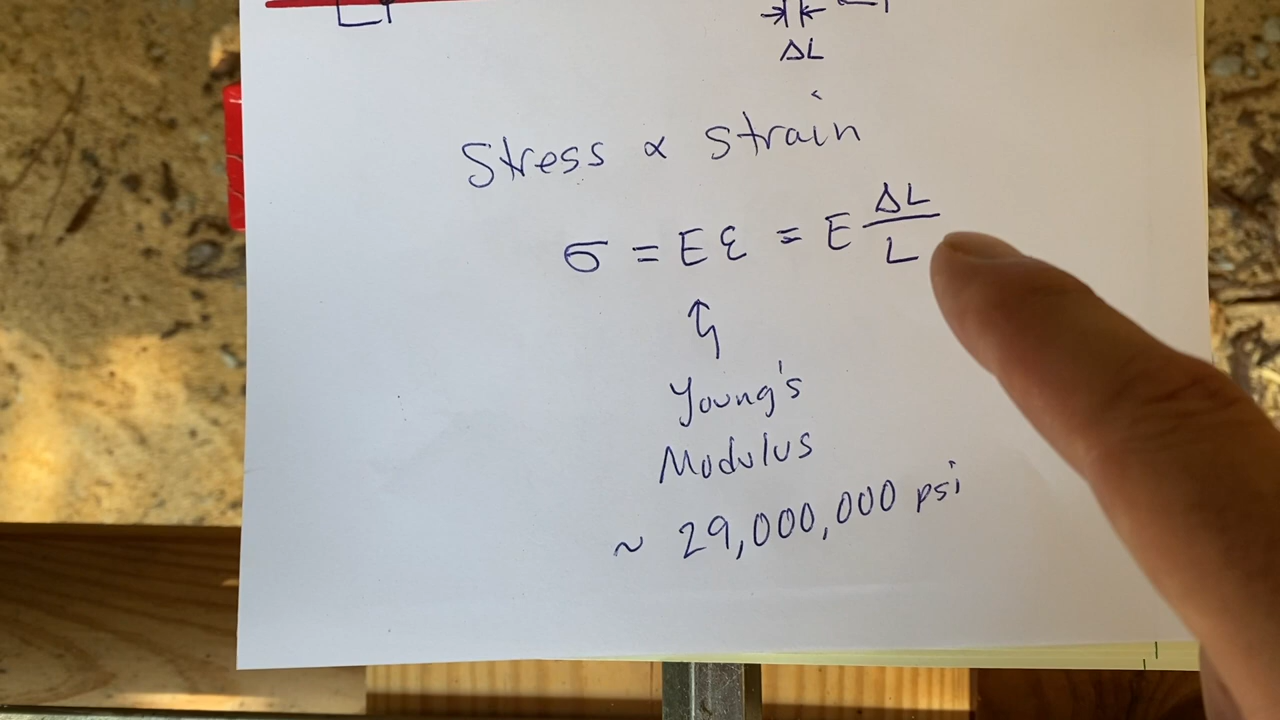 ΔL
Stress ∝ Strain
σ = Eε = E ΔL/L
Young's
Modulus
~ 29,000,000 psi